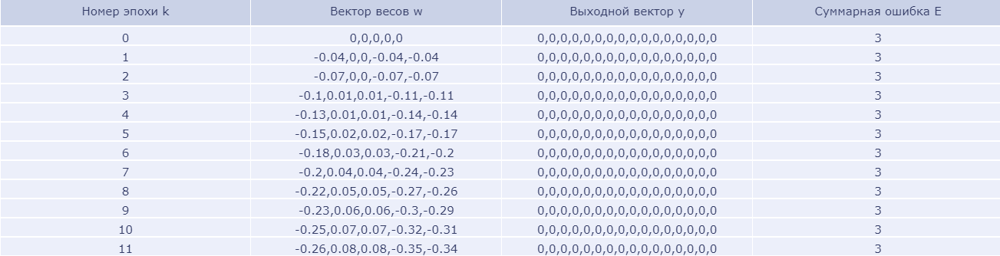 Номер эпохи k Вектор весов w Выходной вектор y Суммарная ошибка E
0 0,0,0,0,0 0,0,0,0,0,0,0,0,0,0,0,0,0,0,0,0 3
1 -0.04,0,0,-0.04,-0.04 0,0,0,0,0,0,0,0,0,0,0,0,0,0,0,0 3
2 -0.07,0,0,-0.07,-0.07 0,0,0,0,0,0,0,0,0,0,0,0,0,0,0,0 3
3 -0.1,0.01,0.01,-0.11,-0.11 0,0,0,0,0,0,0,0,0,0,0,0,0,0,0,0 3
4 -0.13,0.01,0.01,-0.14,-0.14 0,0,0,0,0,0,0,0,0,0,0,0,0,0,0,0 3
5 -0.15,0.02,0.02,-0.17,-0.17 0,0,0,0,0,0,0,0,0,0,0,0,0,0,0,0 3
6 -0.18,0.03,0.03,-0.21,-0.2 0,0,0,0,0,0,0,0,0,0,0,0,0,0,0,0 3
7 -0.2,0.04,0.04,-0.24,-0.23 0,0,0,0,0,0,0,0,0,0,0,0,0,0,0,0 3
8 -0.22,0.05,0.05,-0.27,-0.26 0,0,0,0,0,0,0,0,0,0,0,0,0,0,0,0 3
9 -0.23,0.06,0.06,-0.3,-0.29 0,0,0,0,0,0,0,0,0,0,0,0,0,0,0,0 3
10 -0.25,0.07,0.07,-0.32,-0.31 0,0,0,0,0,0,0,0,0,0,0,0,0,0,0,0 3
11 -0.26,0.08,0.08,-0.35,-0.34 0,0,0,0,0,0,0,0,0,0,0,0,0,0,0,0 3